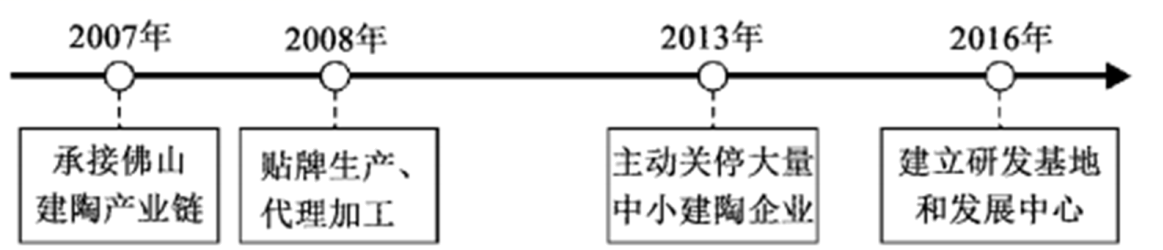 2007年
2008年
2013年
2016年
承接佛山
建陶产业链
贴牌生产、
代理加工
主动关停大量
中小建陶企业
建立研发基地
和发展中心